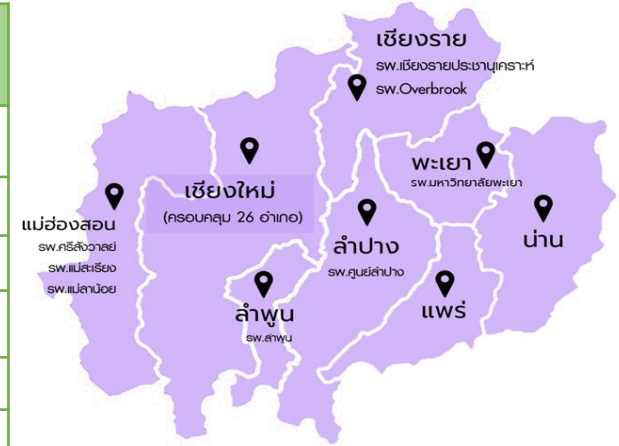 เชียงราย
รพ.เชียงรายประชานุเคราะห์
รพ.Overbrook
พะเยา
รพ.มหาวิทยาลัยพะเยา
น่าน
เชียงใหม่
(ครอบคลุม 26 อำเภอ)
แม่ฮ่องสอน
รพ.ศรีสังวาลย์
รพ.แม่สะเรียง
รพ.แม่ลาน้อย
ลำปาง
รพ.ศูนย์ลำปาง
ลำพูน
รพ.ลำพูน
แพร่